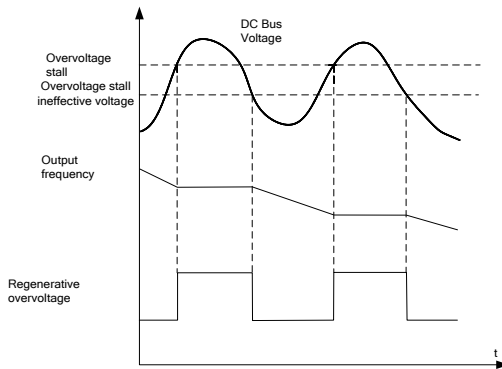 DC Bus
Voltage
Overvoltage
stall
Overvoltage stall
ineffective voltage
Output
frequency
Regenerative
overvoltage
t